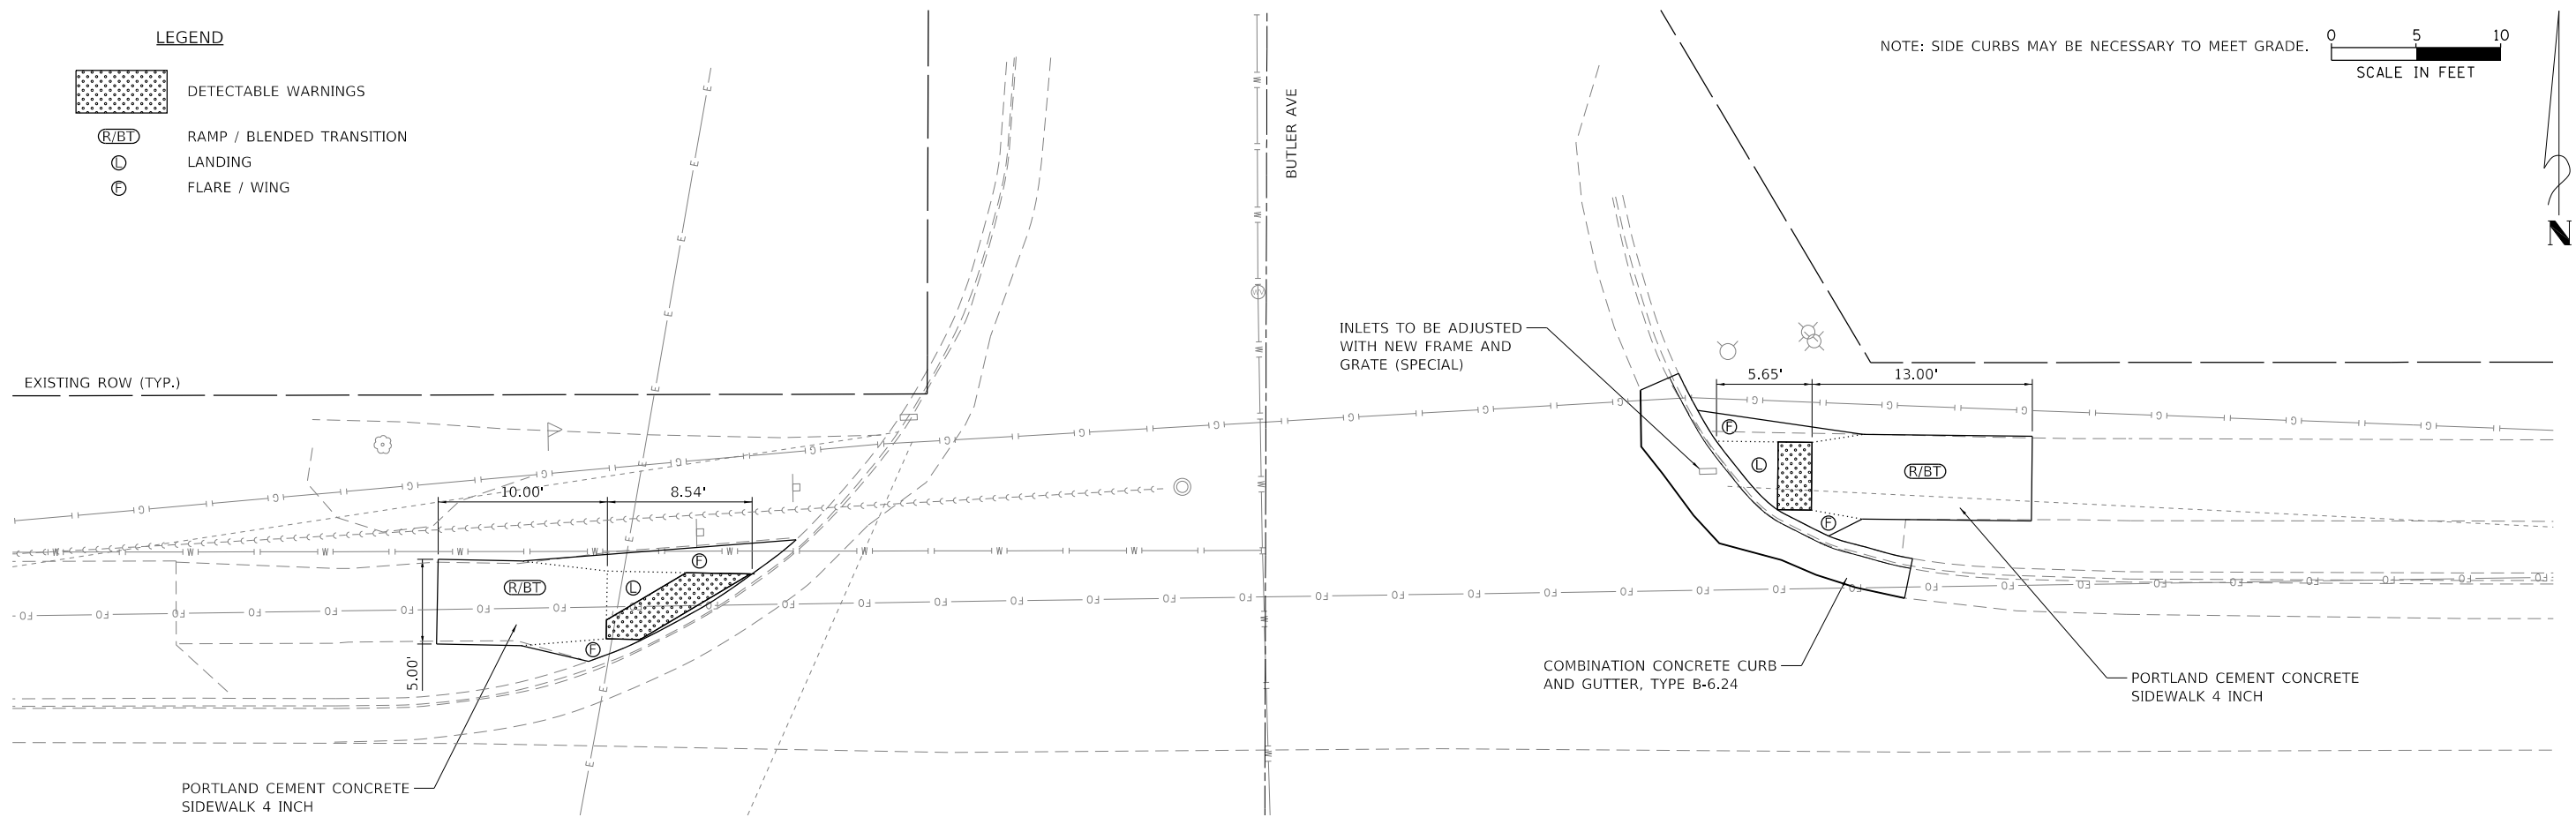 LEGEND
DETECTABLE WARNINGS
R/BT RAMP / BLENDED TRANSITION
L LANDING
F FLARE / WING
NOTE: SIDE CURBS MAY BE NECESSARY TO MEET GRADE.
0 5 10
SCALE IN FEET
N
BUTLER AVE
EXISTING ROW (TYP.)
INLETS TO BE ADJUSTED
WITH NEW FRAME AND
GRATE (SPECIAL)
5.65' 13.00'
F
L
R/BT
F
10.00' 8.54'
F
R/BT
L
F
5.00'
COMBINATION CONCRETE CURB
AND GUTTER, TYPE B-6.24
PORTLAND CEMENT CONCRETE
SIDEWALK 4 INCH
PORTLAND CEMENT CONCRETE
SIDEWALK 4 INCH